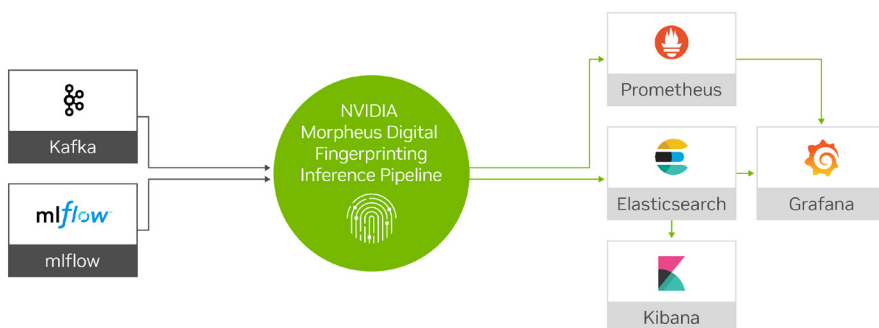 Kafka
mlflow
mlflow
NVIDIA
Morpheus Digital
Fingerprinting
Inference Pipeline
Prometheus
Elasticsearch
Grafana
Kibana